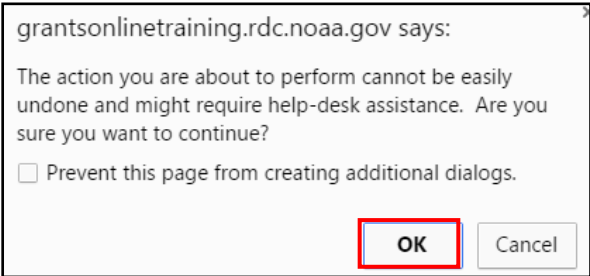 grantsonlinetraining.rdc.noaa.gov says:
The action you are about to perform cannot be easily
undone and might require help-desk assistance.  Are you
sure you want to continue?
Prevent this page from creating additional dialogs.
OK Cancel